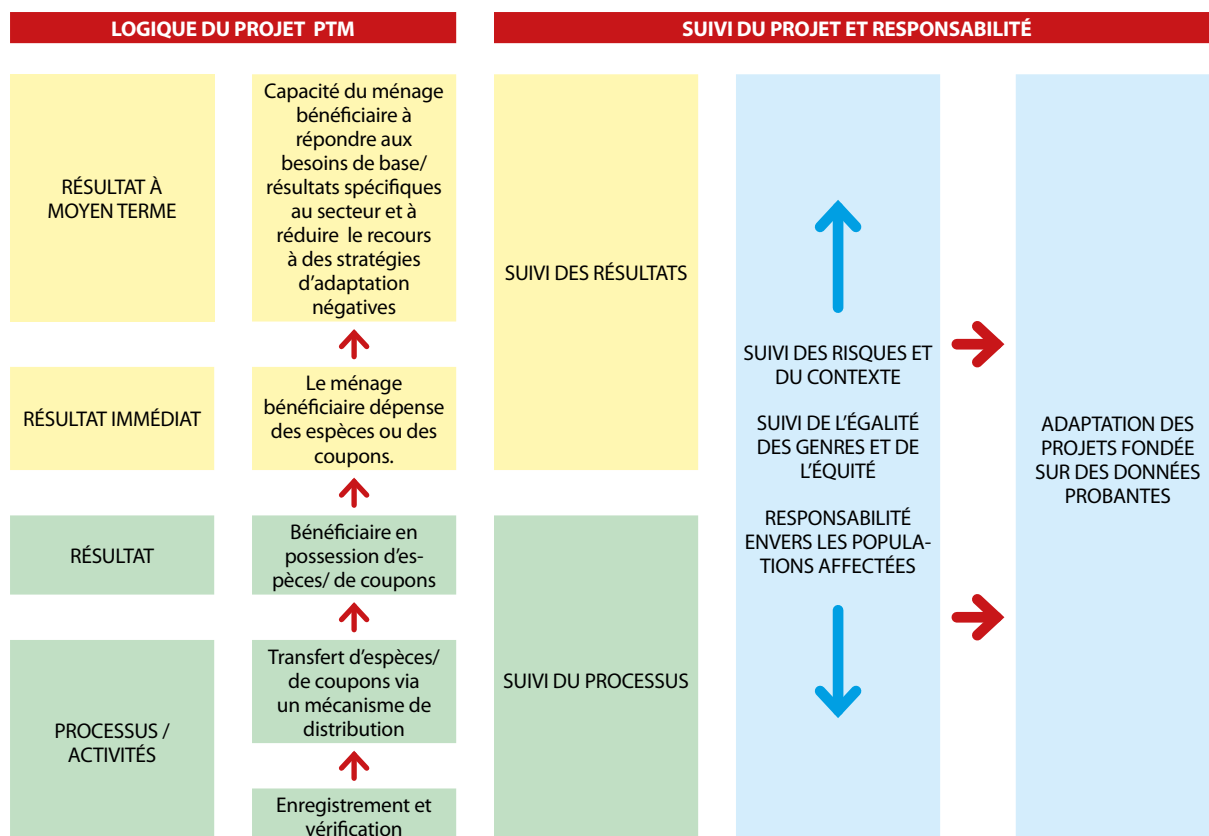 LOGIQUE DU PROJET PTM
SUIVI DU PROJET ET RESPONSABILITÉ
RÉSULTAT À
MOYEN TERME
Capacité du ménage
bénéficiaire à
répondre aux
besoins de base/
résultats spécifiques
au secteur et à
réduire le recours
à des stratégies
d'adaptation
négatives
RÉSULTAT IMMÉDIAT
Le ménage
bénéficiaire dépense
des espèces ou des
coupons.
RÉSULTAT
Bénéficiaire en
possession d'es-
pèces/ de coupons
PROCESSUS /
ACTIVITÉS
Transfert d'espèces/
de coupons via
un mécanisme de
distribution
Enregistrement et
vérification
SUIVI DES RÉSULTATS
SUIVI DU PROCESSUS
SUIVI DES RISQUES ET
DU CONTEXTE
SUIVI DE L'ÉGALITÉ
DES GENRES ET DE
L'ÉQUITÉ
RESPONSABILITÉ
ENVERS LES POPULA-
TIONS AFFECTÉES
ADAPTATION DES
PROJETS FONDÉE
SUR DES DONNÉES
PROBANTES